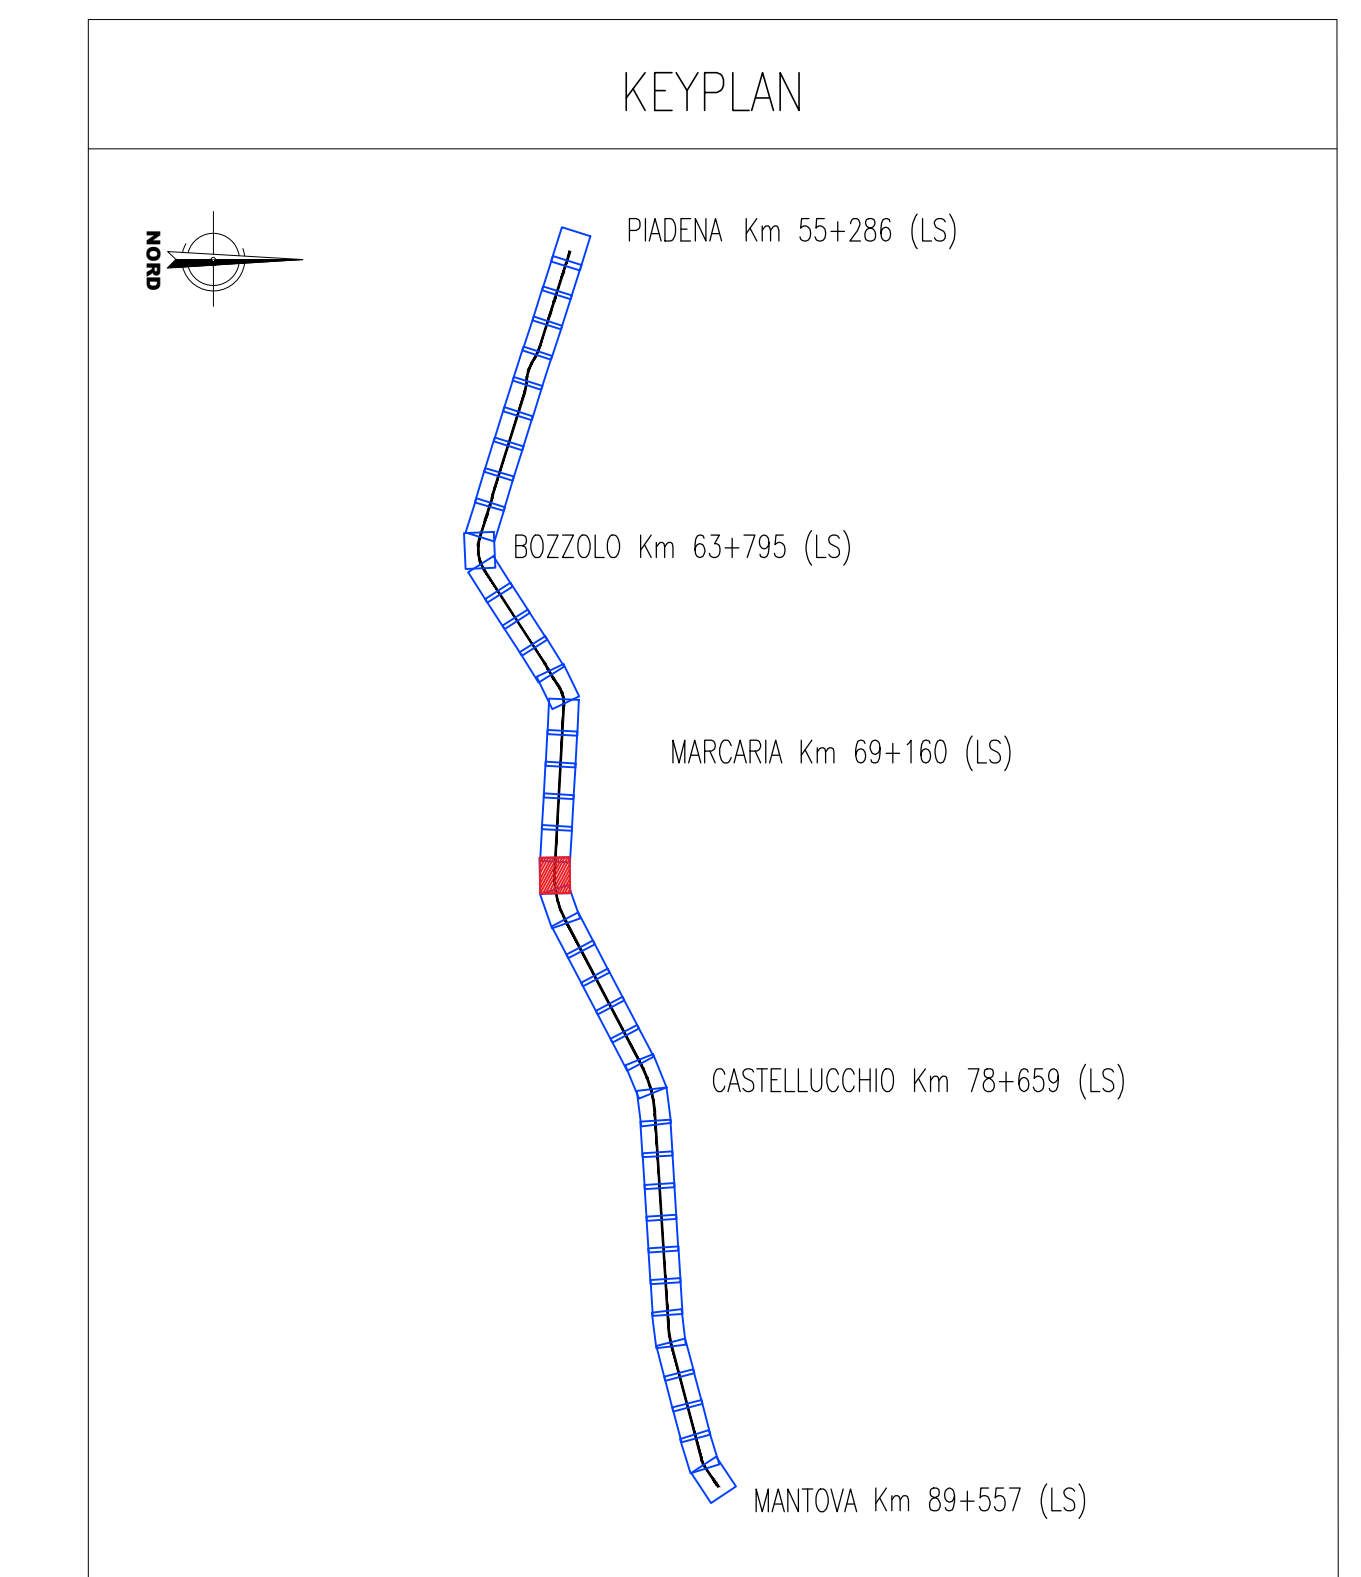 KEYPLAN
NORD
PIADENA Km 55+286 (LS)
BOZZOLO Km 63+795 (LS)
MARCARIA Km 69+160 (LS)
CASTELLUCCHIO Km 78+659 (LS)
MANTOVA Km 89+557 (LS)